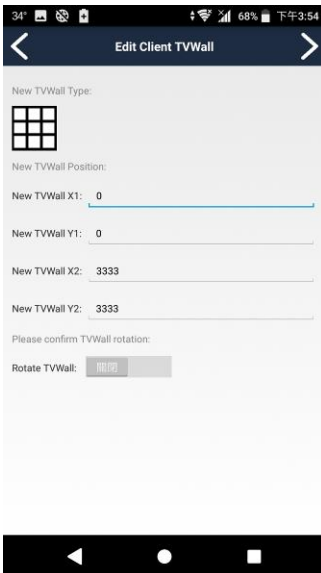 34° 68% 下午3:54
Edit Client TVWall
New TVWall Type:
New TVWall Position:
New TVWall X1: 0
New TVWall Y1: 0
New TVWall X2: 3333
New TVWall Y2: 3333
Please confirm TVWall rotation:
Rotate TVWall: